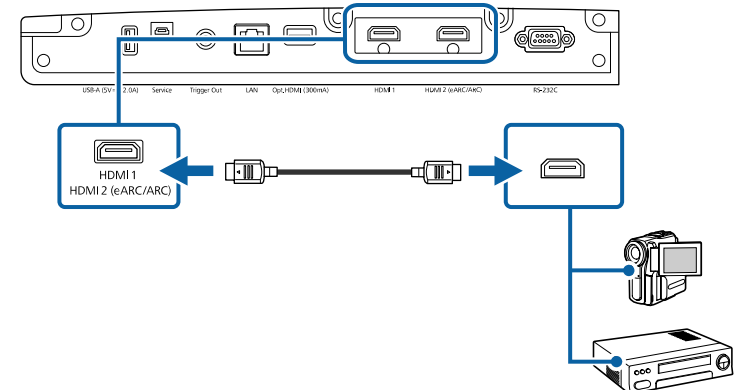 USB-A (5V⎓2.0A) Service Trigger Out LAN Opt.HDMI (300mA) HDMI 1 HDMI 2 (eARC/ARC) RS-232C
HDMI 1
HDMI 2 (eARC/ARC)